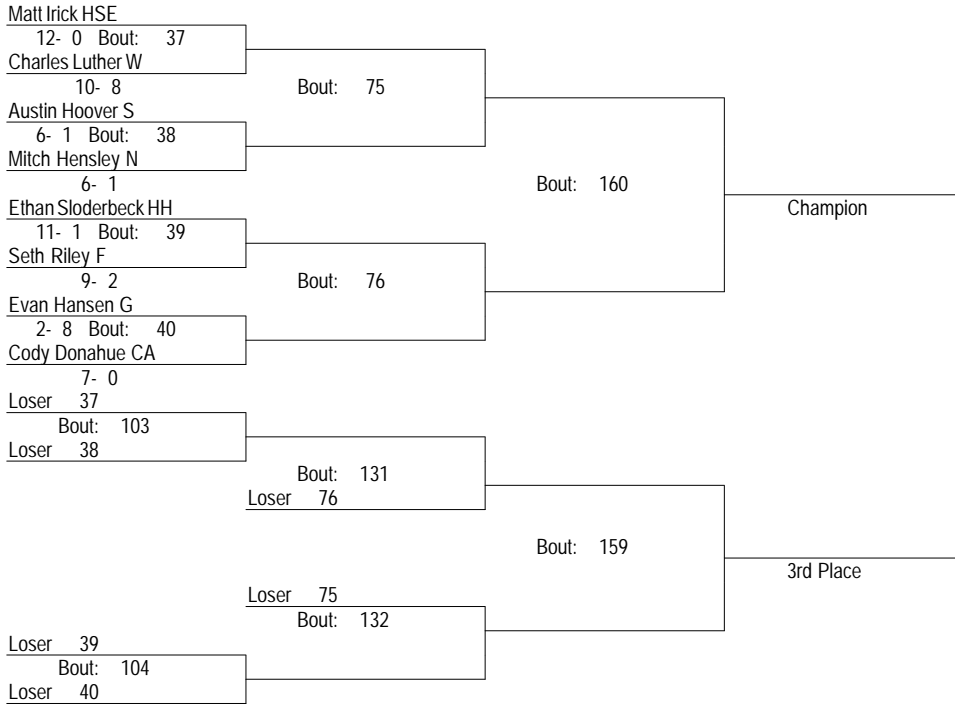 Matt Irick HSE
12- 0 Bout: 37
Charles Luther W
10- 8
Bout: 75
Austin Hoover S
6- 1 Bout: 38
Mitch Hensley N
6- 1
Bout: 160
Ethan Sloderbeck HH
Champion
11- 1 Bout: 39
Seth Riley F
9- 2
Bout: 76
Evan Hansen G
2- 8 Bout: 40
Cody Donahue CA
7- 0
Loser 37
Bout: 103
Loser 38
Bout: 131
Loser 76
Bout: 159
3rd Place
Loser 75
Bout: 132
Loser 39
Bout: 104
Loser 40